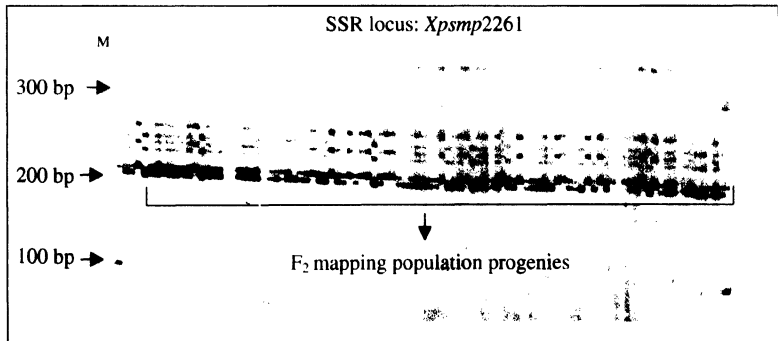 SSR locus: Xpsmp2261
M
300 bp
200 bp
100 bp
F₂ mapping population progenies